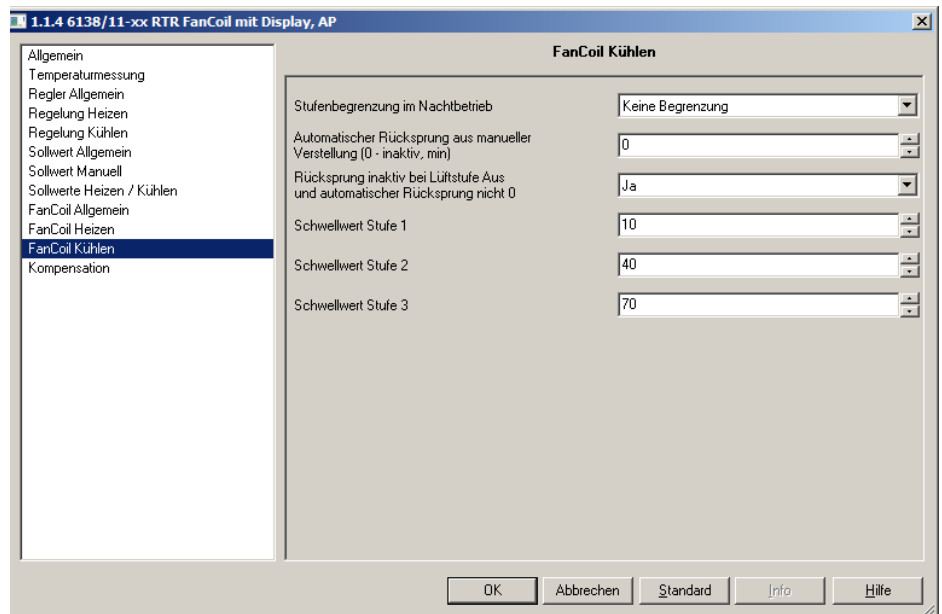 1.1.4 6138/11-xx RTR FanCoil mit Display, AP
Allgemein
Temperaturmessung
Regler Allgemein
Regelung Heizen
Regelung Kühlen
Sollwert Allgemein
Sollwert Manuell
Sollwerte Heizen / Kühlen
FanCoil Allgemein
FanCoil Heizen
FanCoil Kühlen
Kompensation
FanCoil Kühlen
Stufenbegrenzung im Nachtbetrieb
Keine Begrenzung
Automatischer Rücksprung aus manueller
Verstellung (0 - inaktiv, min)
0
Rücksprung inaktiv bei Lüftstufe Aus
und automatischer Rücksprung nicht 0
Ja
Schwellwert Stufe 1
10
Schwellwert Stufe 2
40
Schwellwert Stufe 3
70
OK
Abbrechen
Standard
Info
Hilfe